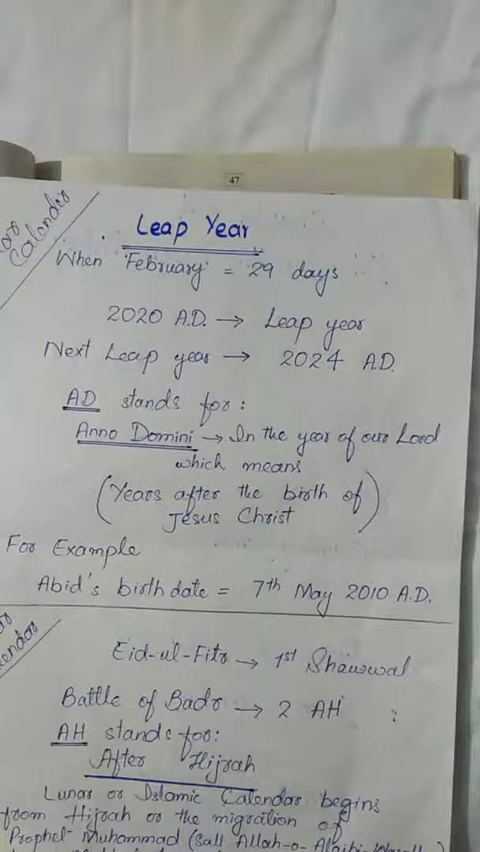 47
Calendar
Leap Year
When February = 29 days
2020 A.D. → Leap year
Next Leap year → 2024 A.D.
AD stands for:
Anno Domini → In the year of our Lord
which means
(Years after the birth of
Jesus Christ)
For Example
Abid's birth date = 7th May 2010 A.D.
Eid-ul-Fitr → 1st Shawwal
Battle of Badr → 2 AH
AH stands for:
After Hijrah
Lunar or Islamic Calendar begins
from Hijrah or the migration of
Prophet Muhammad (Sall Allah-o-Alaihi